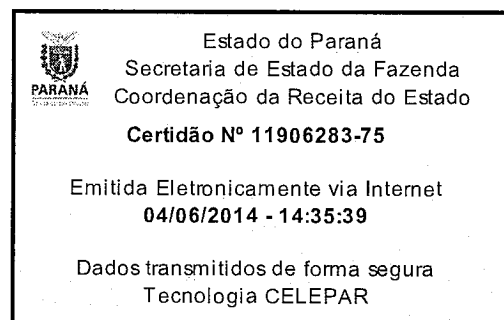 Estado do Paraná
Secretaria de Estado da Fazenda
PARANÁ
Coordenação da Receita do Estado
Certidão Nº 11906283-75
Emitida Eletronicamente via Internet
04/06/2014 - 14:35:39
Dados transmitidos de forma segura
Tecnologia CELEPAR